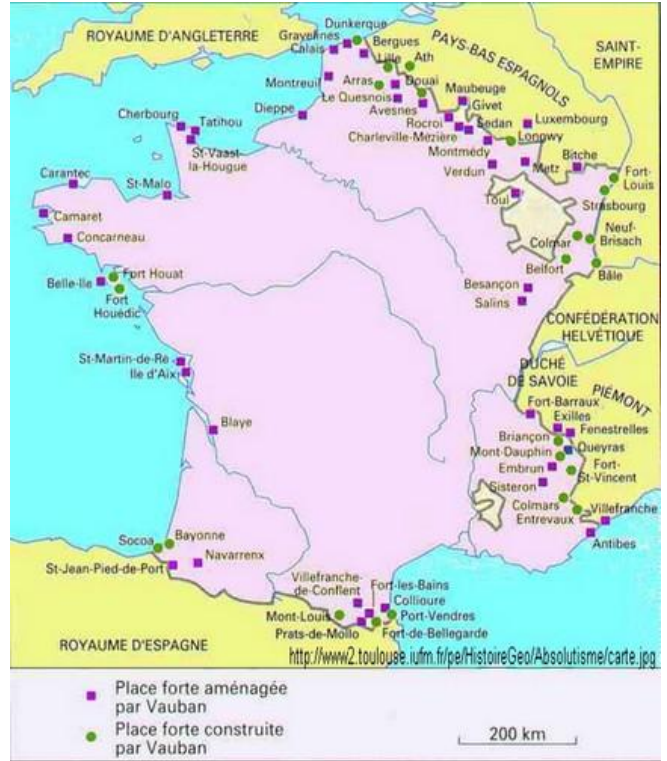 ROYAUME D'ANGLETERRE
Dunkerque
Gravelines
Calais
Bergues
Lille
Ath
PAYS-BAS ESPAGNOLS
SAINT-
EMPIRE
Montreuil
Arras
Douai
Le Quesnois
Avesnes
Maubeuge
Givet
Dieppe
Cherbourg
Tatihou
St-Vaast
la-Hougue
Rocroi
Sedan
Luxembourg
Charleville-Mézière
Longwy
Montmédy
Verdun
Metz
Bitche
Fort-
Louis
Carantec
St-Malo
Toul
Strasbourg
Camaret
Concarneau
Colmar
Neuf-
Brisach
Belfort
Bâle
Belle-Ile
Fort Houat
Fort
Houédic
Besançon
Salins
CONFÉDÉRATION
HELVÉTIQUE
St-Martin-de-Ré
Ile d'Aix
DUCHÉ
DE SAVOIE
PIÉMONT
Fort-Barraux
Exilles
Fenestrelles
Blaye
Briançon
Queyras
Mont-Dauphin
Embrun
Fort-
St-Vincent
Sisteron
Colmars
Entrevaux
Villefranche
Antibes
Socoa
Bayonne
St-Jean-Pied-de-Port
Navarrenx
Villefranche-
de-Conflent
Fort-les-Bains
Collioure
Mont-Louis
Port-Vendres
Prats-de-Mollo
Fort-de-Bellegarde
ROYAUME D'ESPAGNE
http://www2.toulouse.iufm.fr/pe/HistoireGeo/Absolutisme/carte.jpg
Place forte aménagée
par Vauban
Place forte construite
par Vauban
200 km